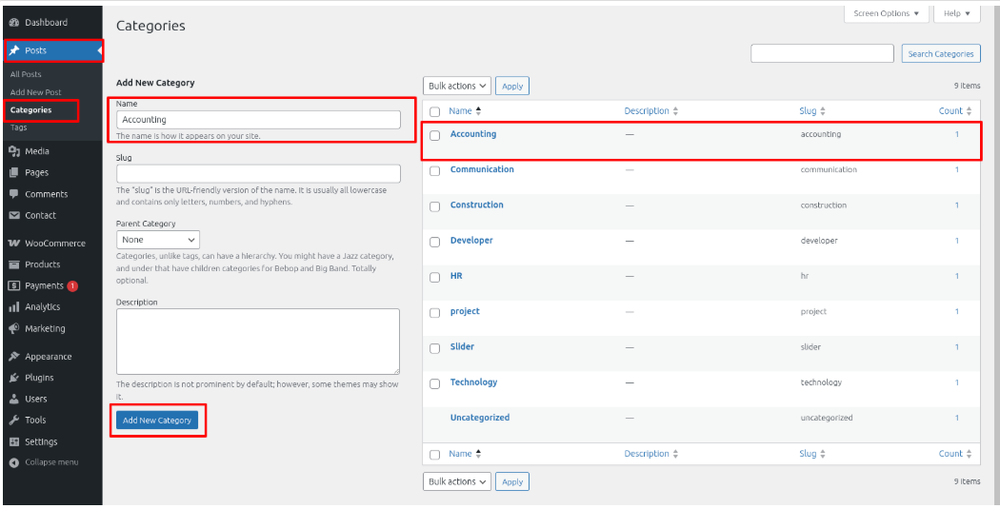 Dashboard
Posts
All Posts
Add New Post
Categories
Tags
Media
Pages
Comments
Contact
WooCommerce
Products
Payments 1
Analytics
Marketing
Appearance
Plugins
Users
Tools
Settings
Collapse menu
Categories
Screen Options ▼ Help ▼
Search Categories
Add New Category
Name
Accounting
The name is how it appears on your site.
Slug
The "slug" is the URL-friendly version of the name. It is usually all lowercase
and contains only letters, numbers, and hyphens.
Parent Category
None
Categories, unlike tags, can have a hierarchy. You might have a Jazz category,
and under that have children categories for Bebop and Big Band. Totally
optional.
Description
The description is not prominent by default; however, some themes may show
it.
Add New Category
Bulk actions Apply 9 items
Name Description Slug Count
Accounting — accounting 1
Communication — communication 1
Construction — construction 1
Developer — developer 1
HR — hr 1
project — project 1
Slider — slider 1
Technology — technology 1
Uncategorized — uncategorized 1
Name Description Slug Count
Bulk actions Apply 9 items